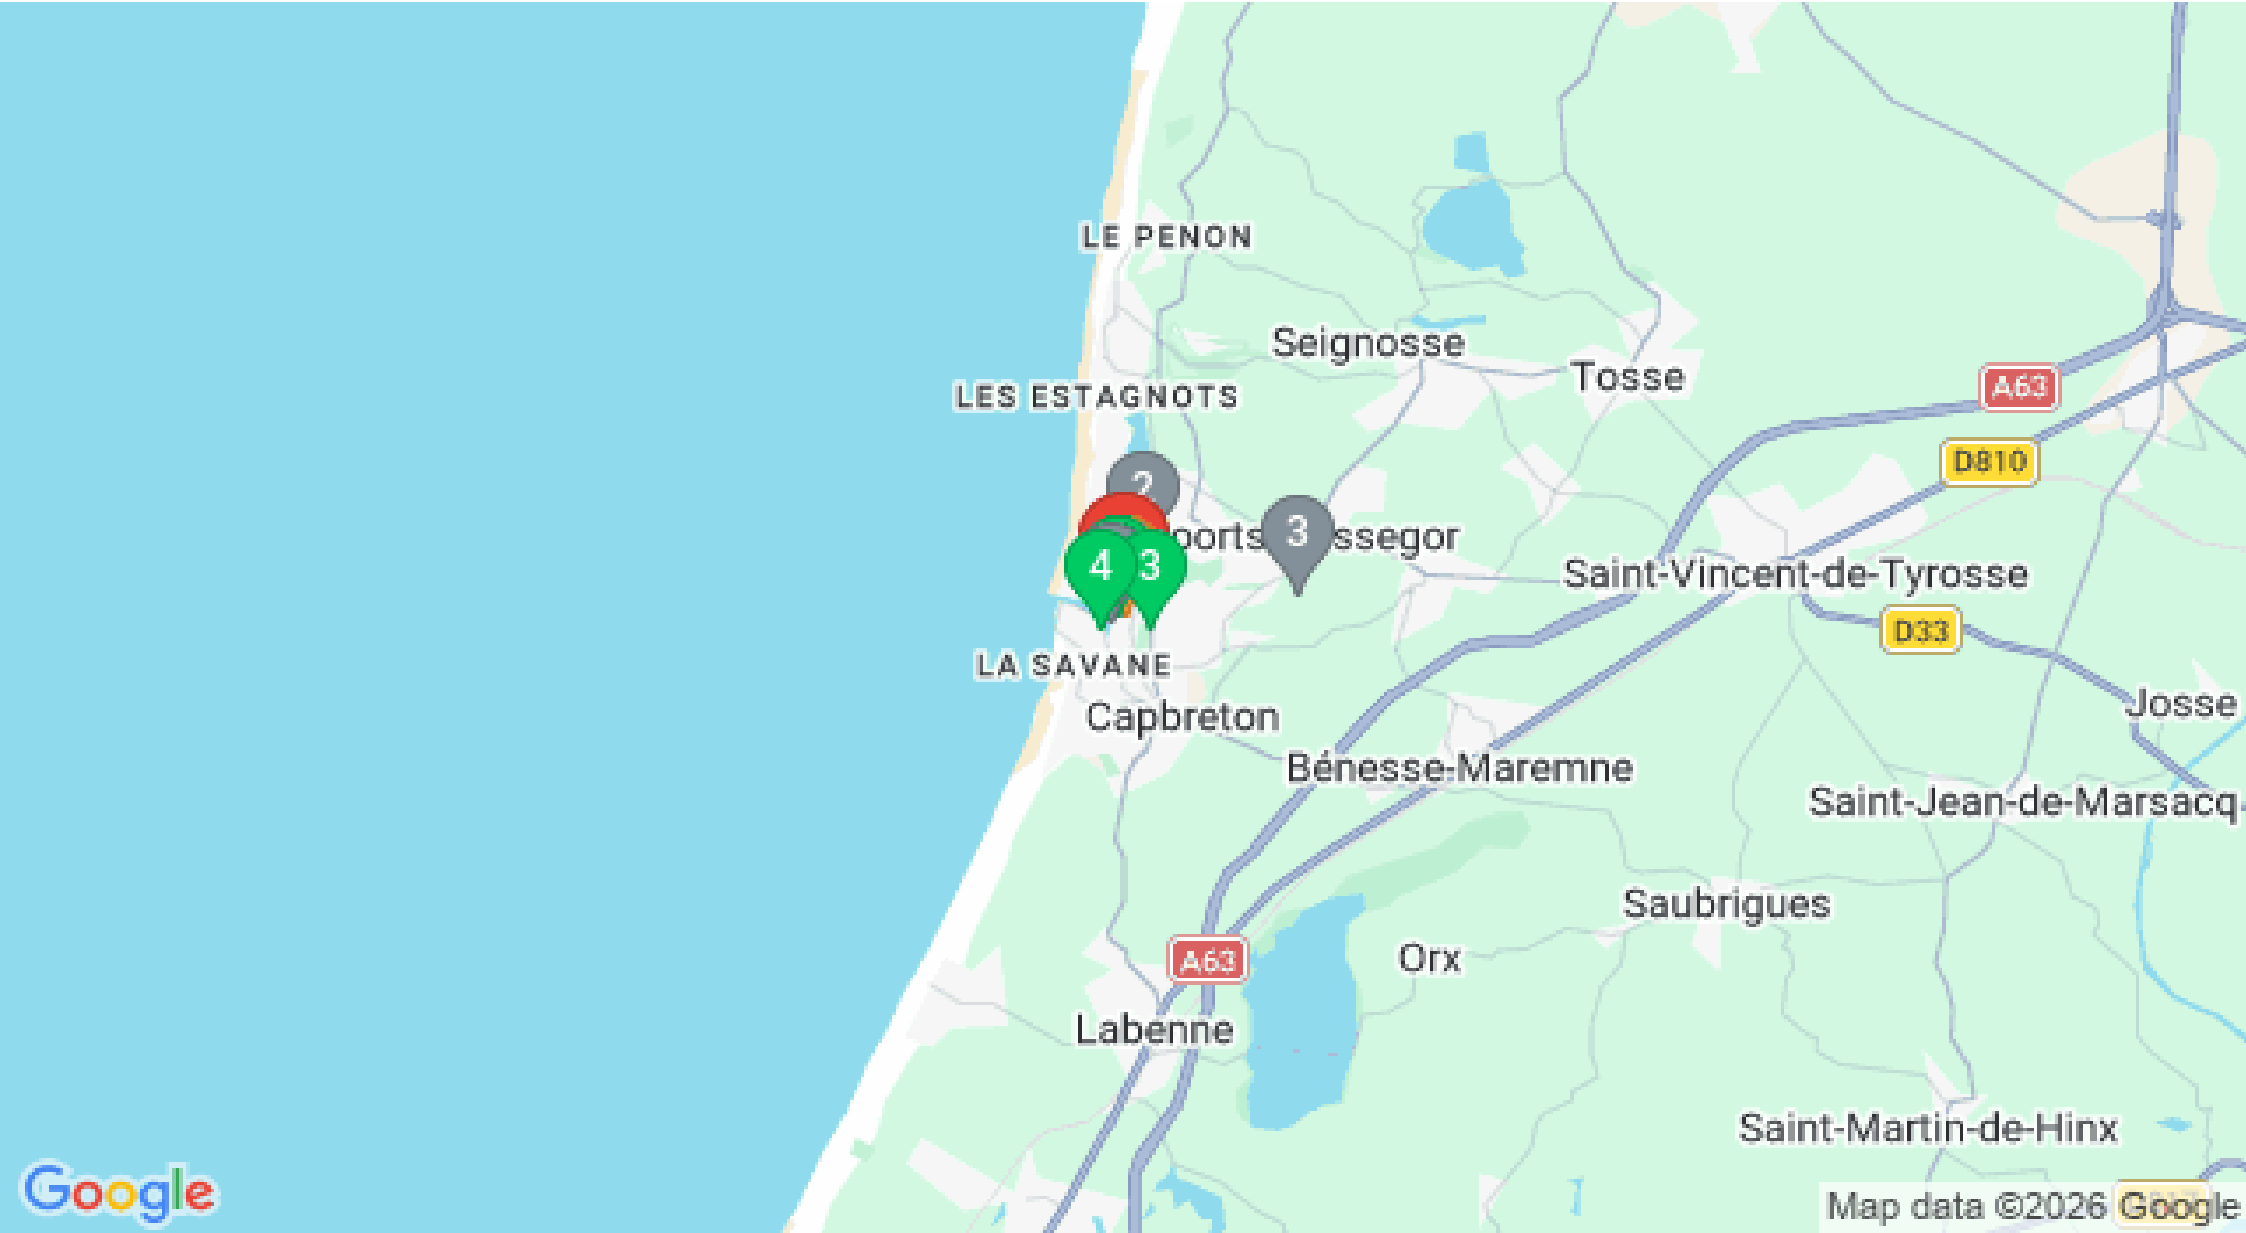 LE PENON
Seignosse
Tosse
LES ESTAGNOTS
A63
D810
2
3
oorts
ssegor
4
3
Saint-Vincent-de-Tyrosse
D33
LA SAVANE
Capbreton
Josse
Bénesse-Maremne
Saint-Jean-de-Marsacq
Saubrigues
Orx
A63
Labenne
Saint-Martin-de-Hinx
Google
Map data ©2026 Google